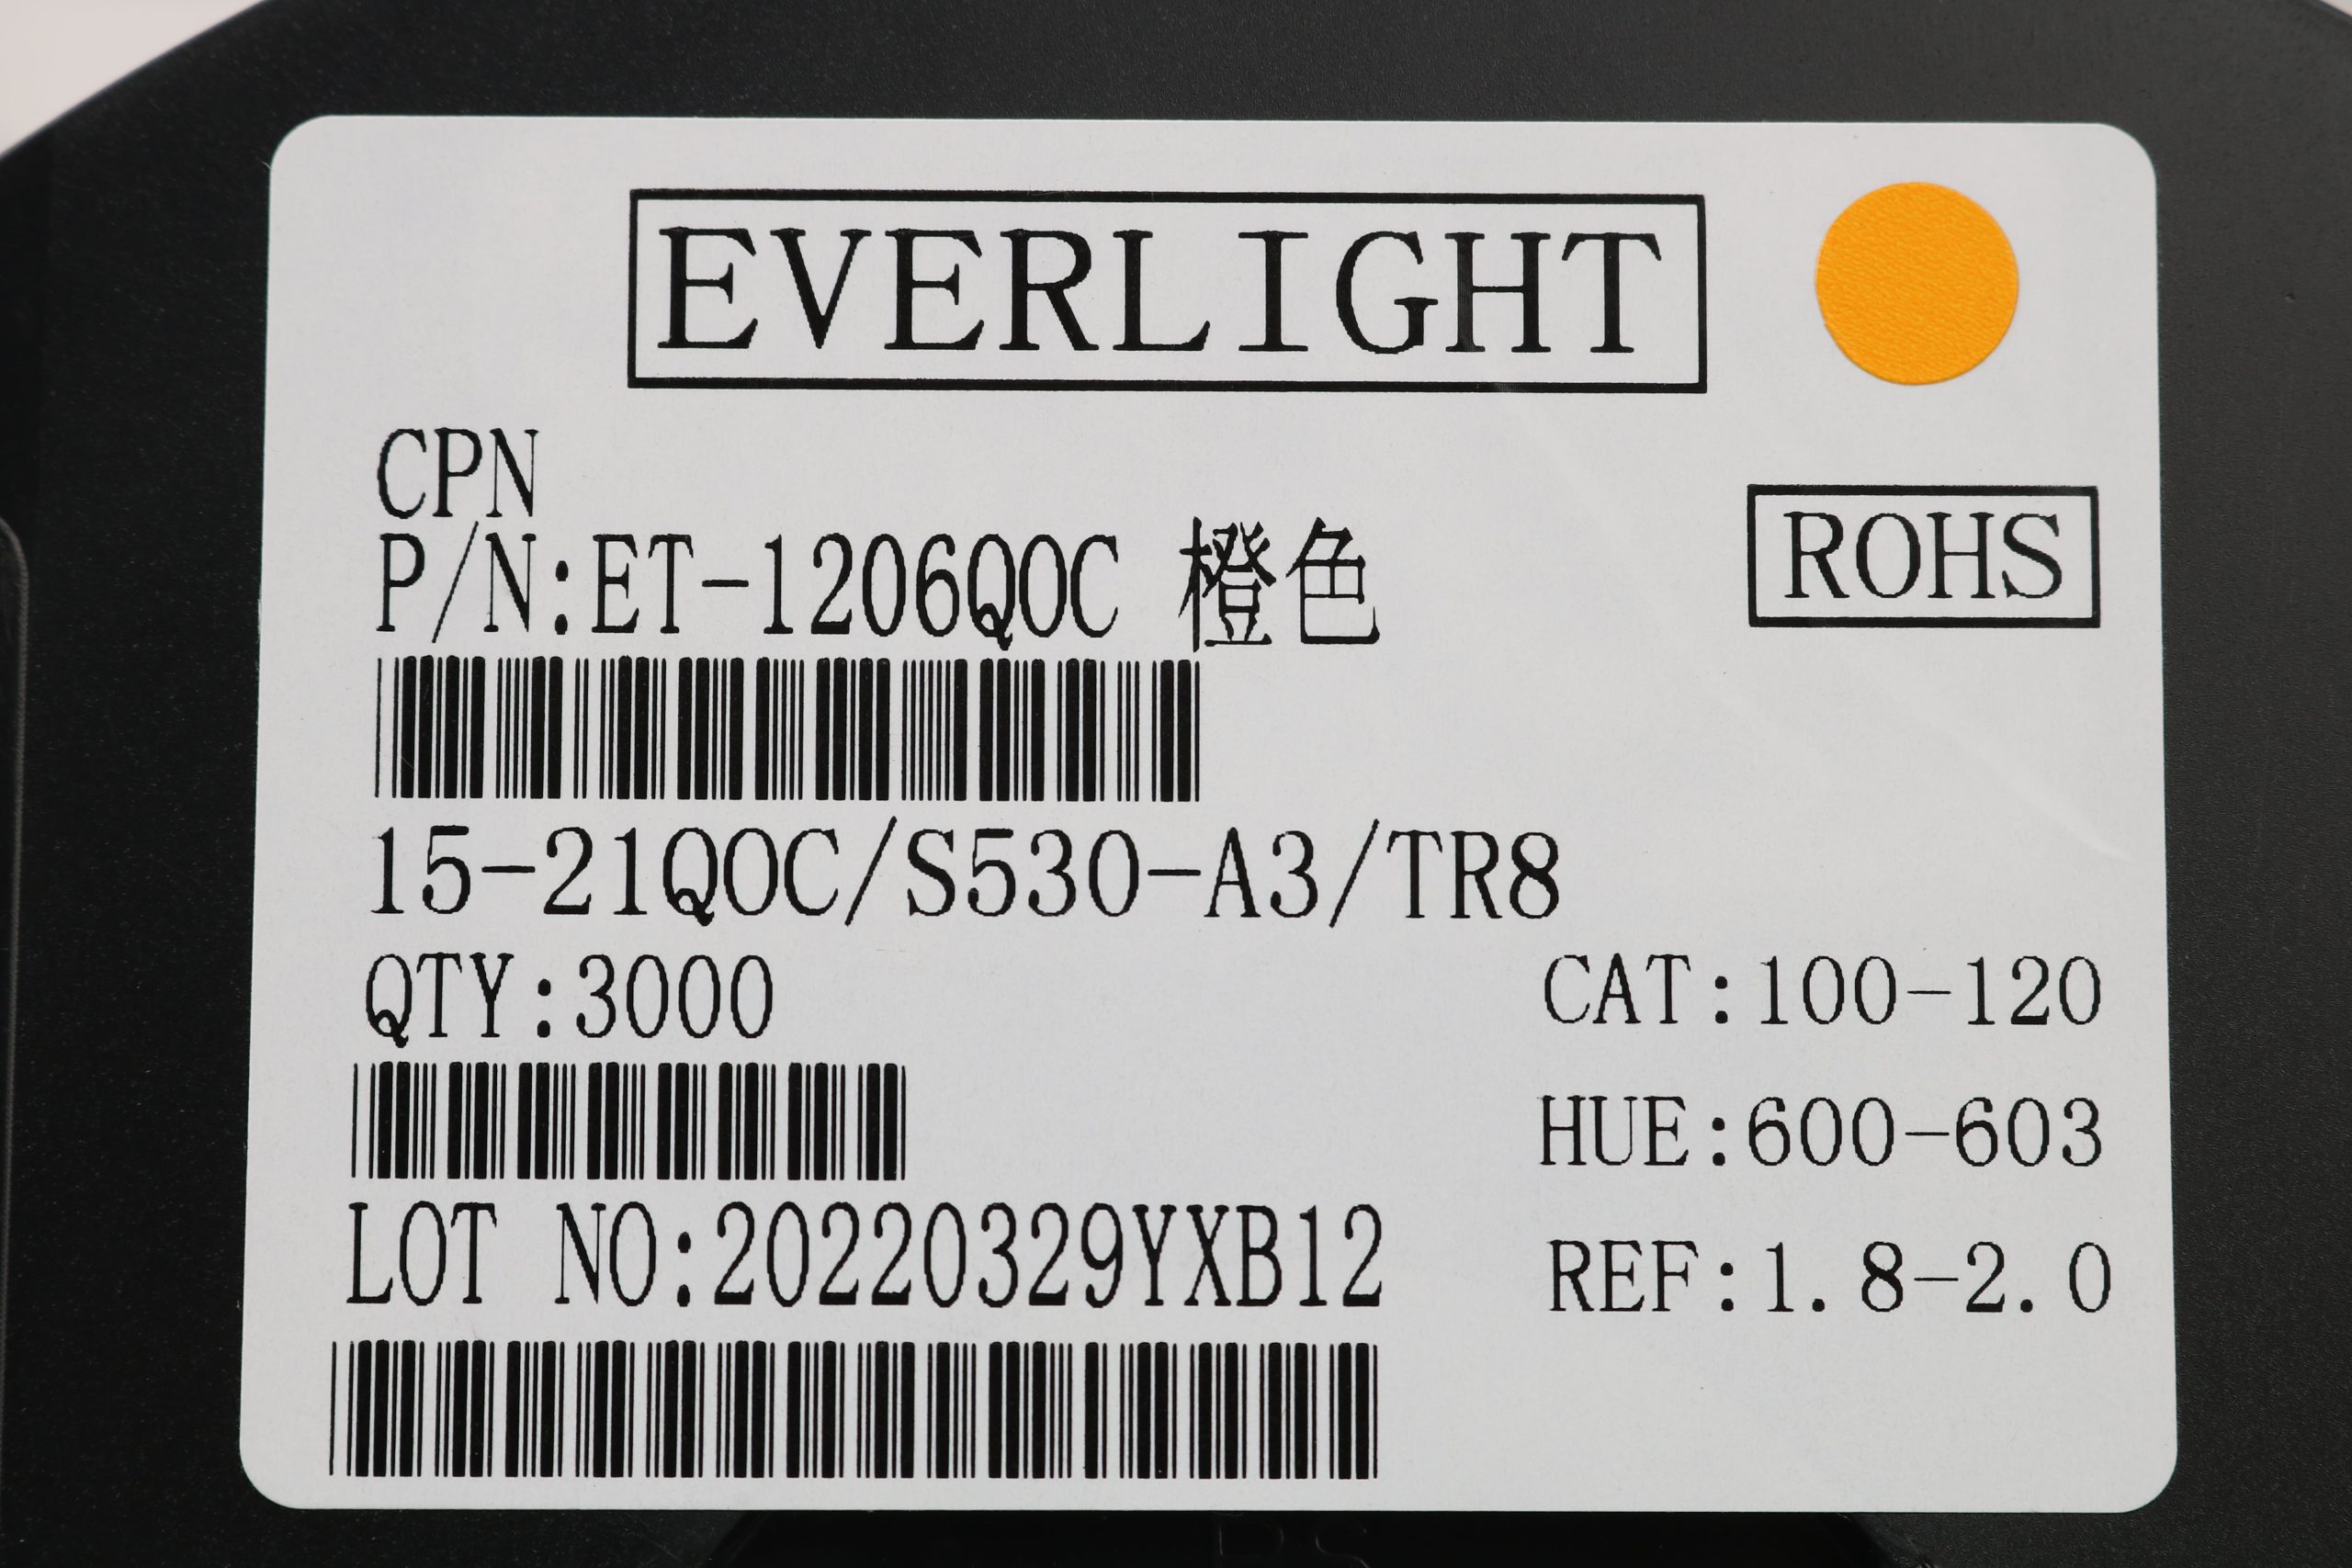 EVERLIGHT
CPN
P/N:ET-1206QOC 橙色
ROHS
15-21QOC/S530-A3/TR8
QTY:3000
CAT:100-120
HUE:600-603
LOT NO:20220329YXB12
REF:1.8-2.0